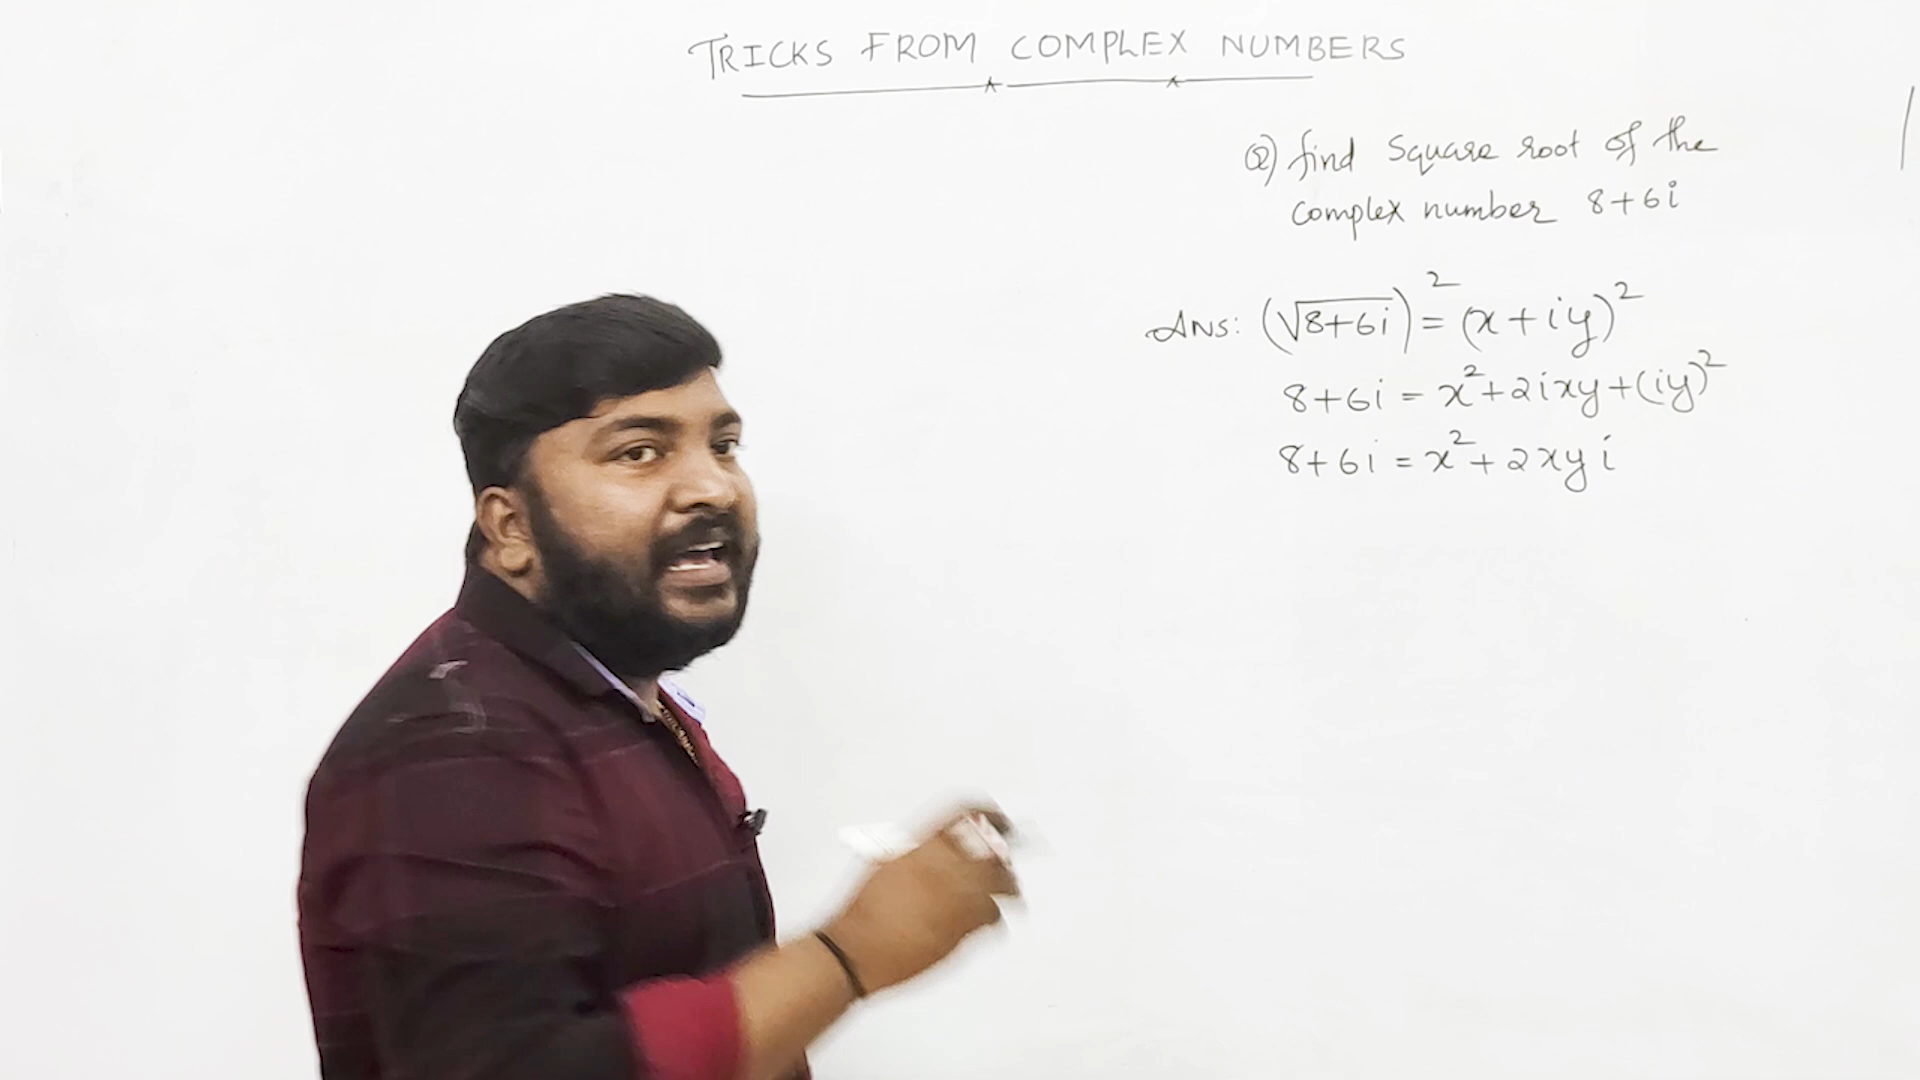 TRICKS FROM COMPLEX NUMBERS
Q) find Square root of the
Complex number 8+6i
Ans: (√8+6i)² = (x+iy)²
8+6i = x²+2ixy+(iy)²
8+6i = x²+2xyi